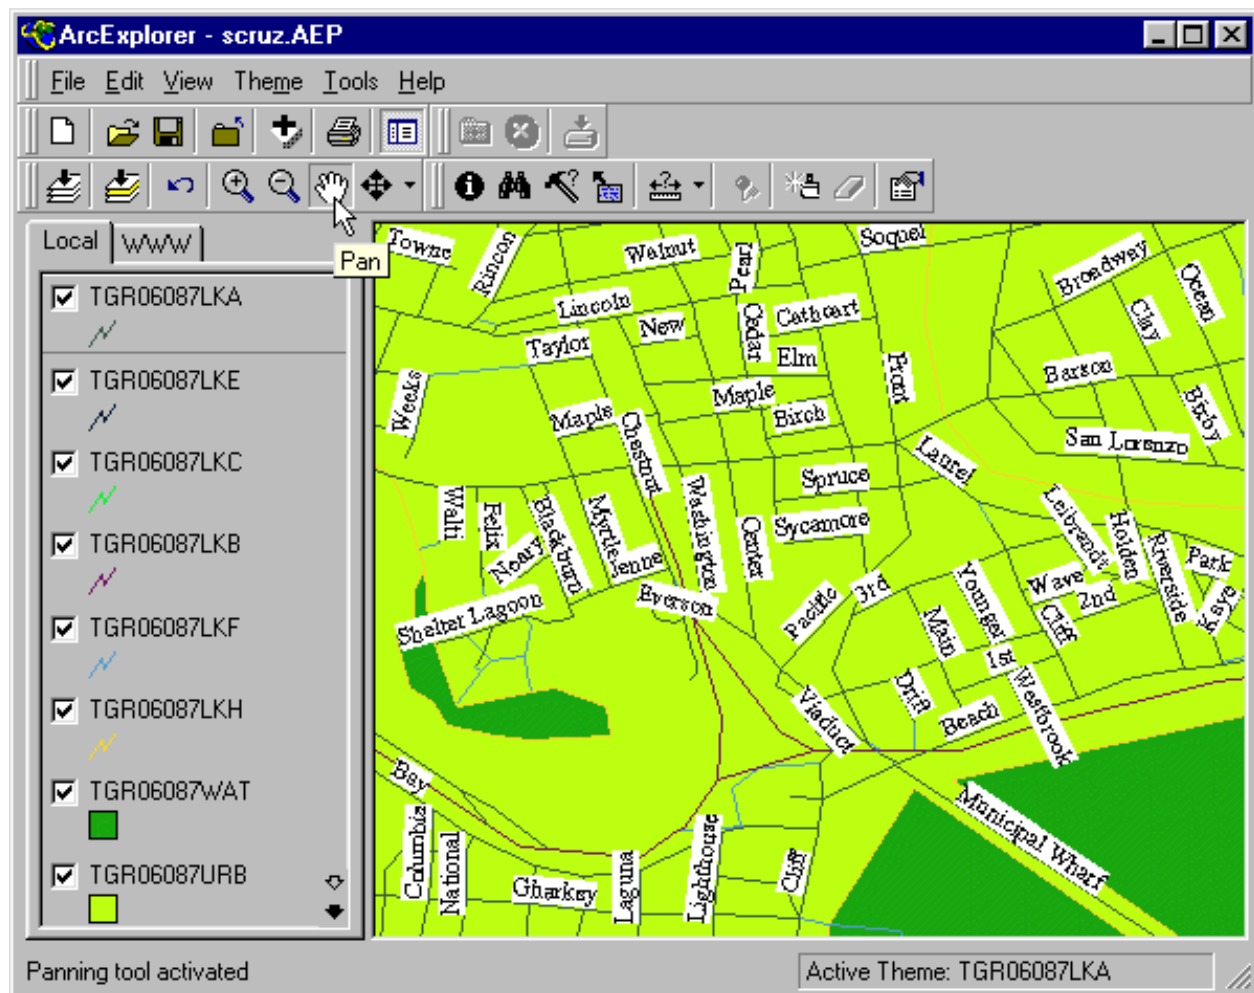 ArcExplorer - scruz.AEP
File Edit View Theme Tools Help
Local WWW
Pan
TGR06087LKA
TGR06087LKE
TGR06087LKC
TGR06087LKB
TGR06087LKF
TGR06087LKH
TGR06087WAT
TGR06087URB
Towne
Rincon
Walnut
Pearl
Soquel
Broadway
Ocean
Lincoln
New
Cedar
Cathcart
Clay
Taylor
Elm
Front
Barson
Weeks
Maple
Maple
Birch
Bixby
Chestnut
Laurel
San Lorenzo
Walti
Felix
Blackburn
Myrtle
Washington
Spruce
Leibrandt
Holden
Neary
Jenne
Center
Sycamore
Riverside
Park
Shelter Lagoon
Everson
Pacific
3rd
Younger
Wave
2nd
Main
Cliff
1st
Drift
Viaduct
Beach
Westbrook
Bay
Municipal Wharf
Columbia
National
Gharkey
Laguna
Lighthouse
Cliff
Panning tool activated
Active Theme: TGR06087LKA